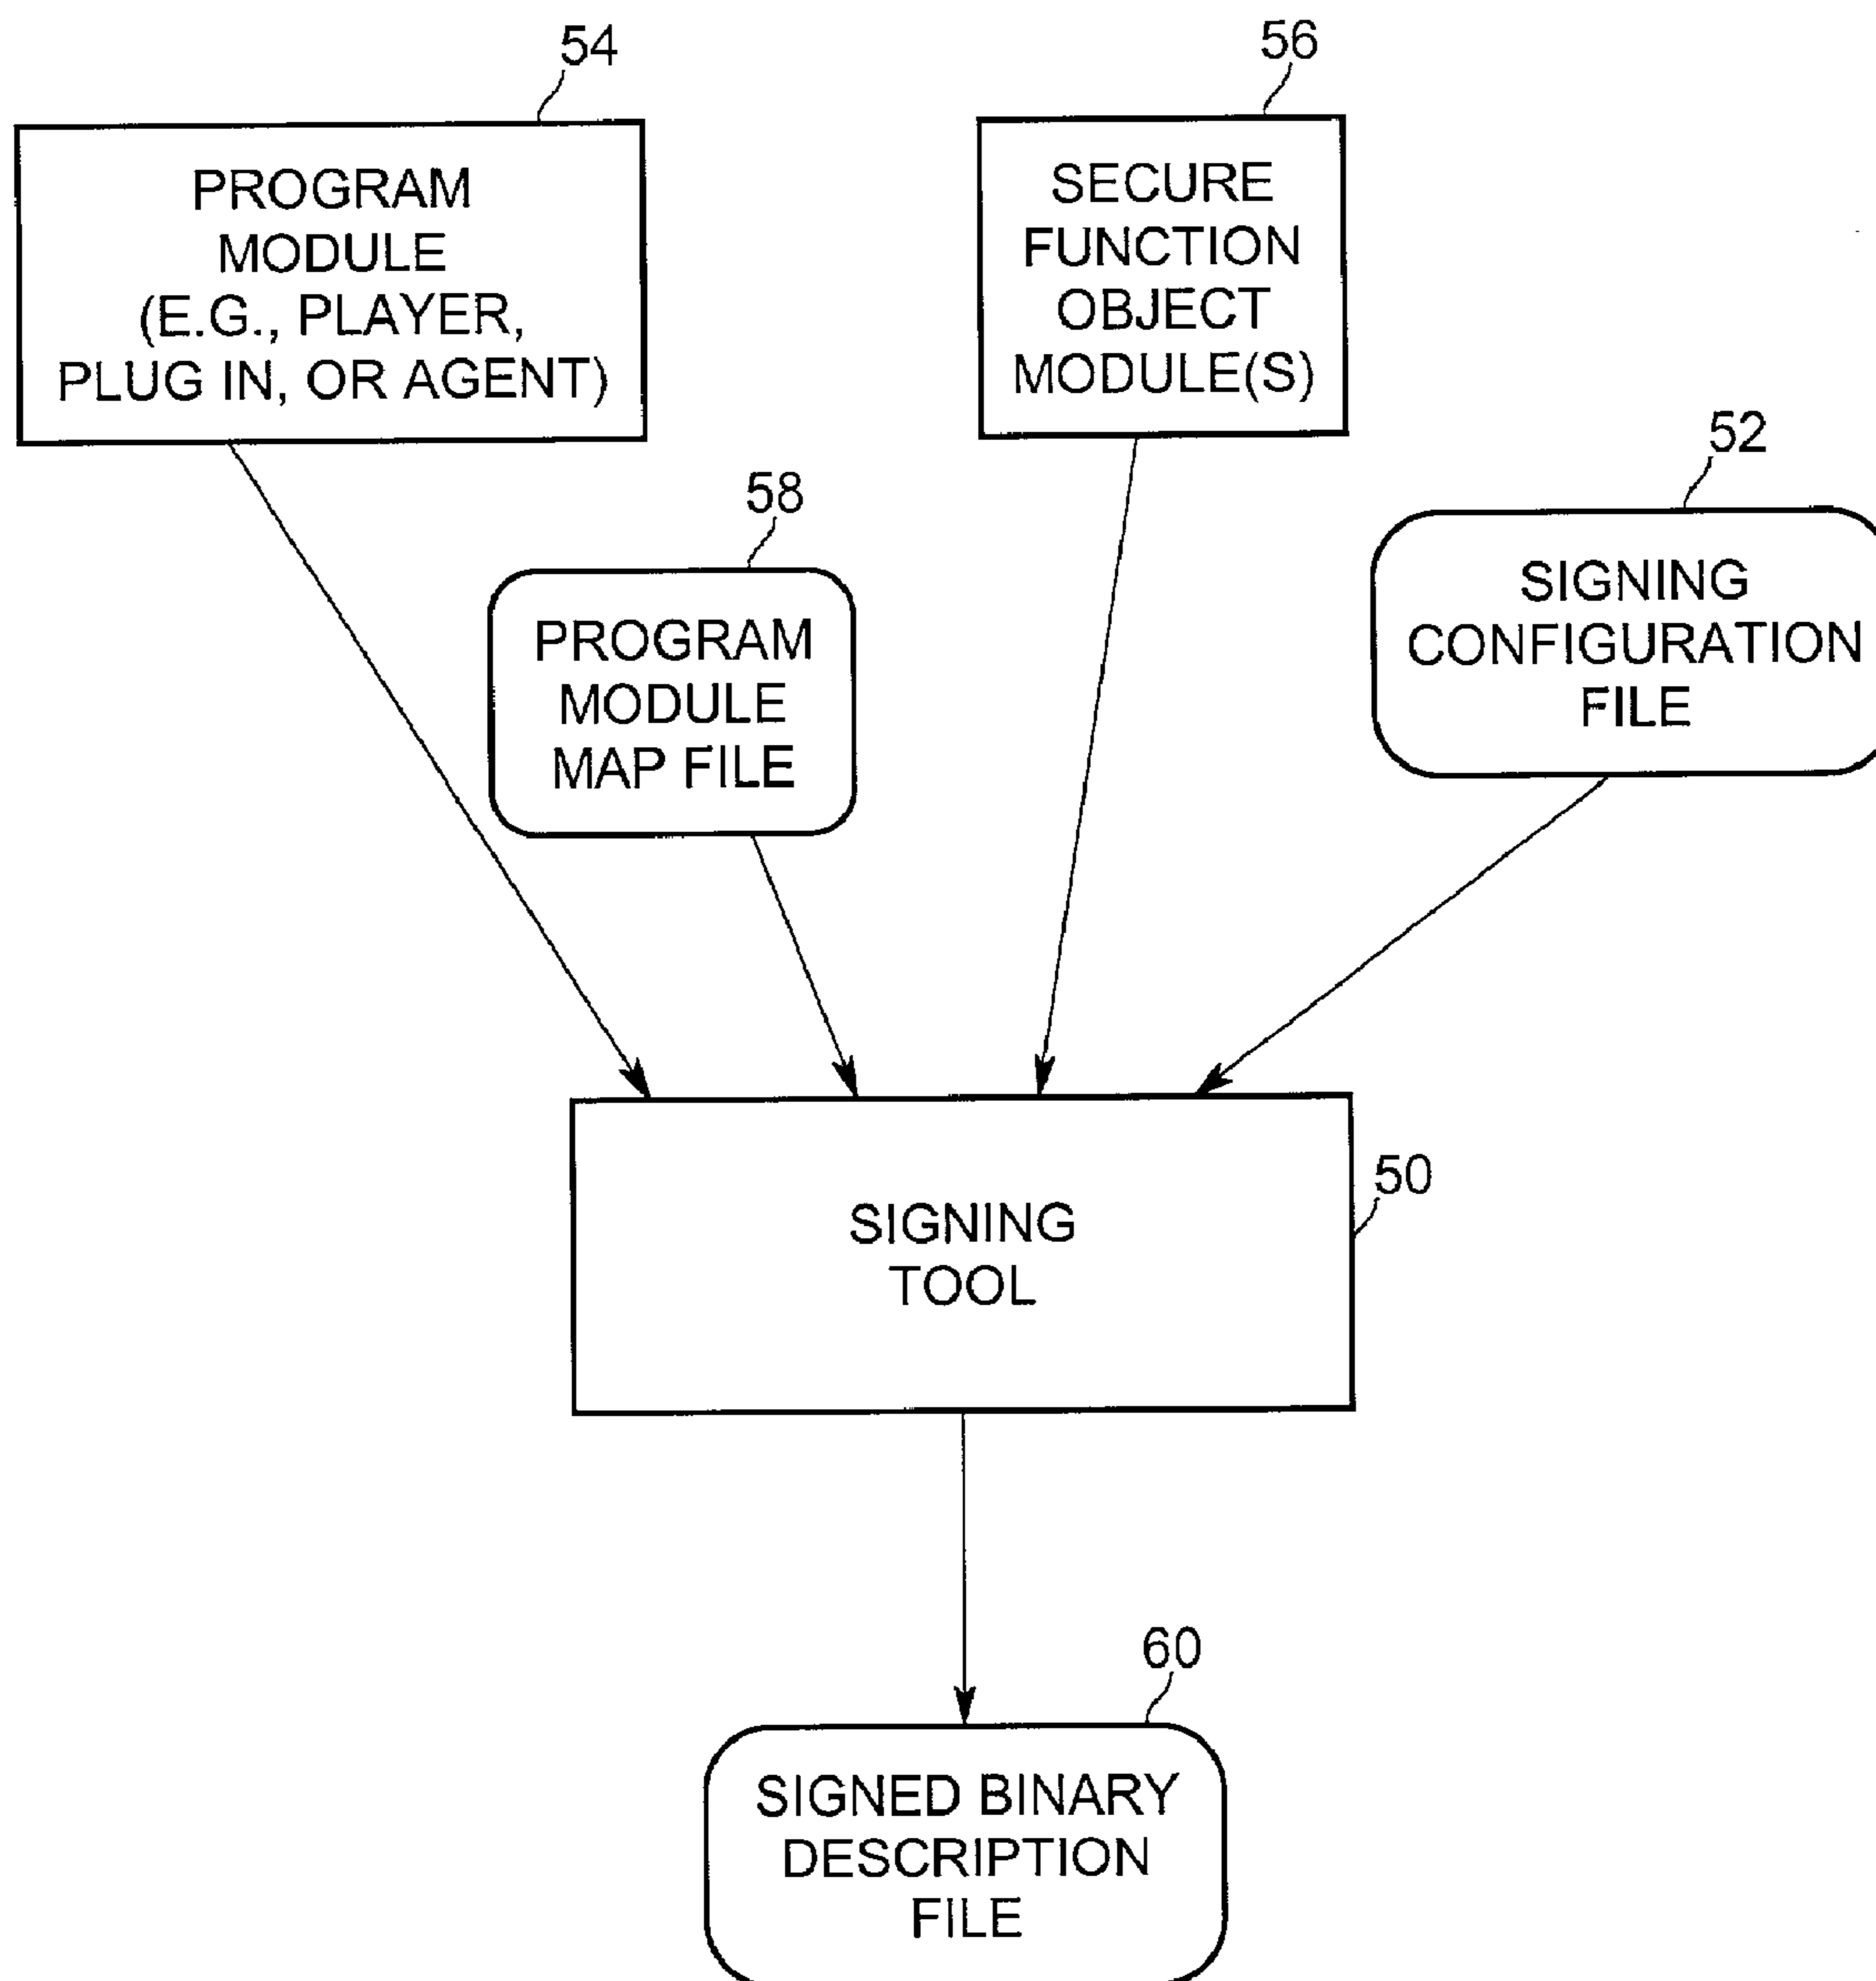 54
PROGRAM
MODULE
(E.G., PLAYER,
PLUG IN, OR AGENT)
56
SECURE
FUNCTION
OBJECT
MODULE(S)
52
SIGNING
CONFIGURATION
FILE
58
PROGRAM
MODULE
MAP FILE
50
SIGNING
TOOL
60
SIGNED BINARY
DESCRIPTION
FILE